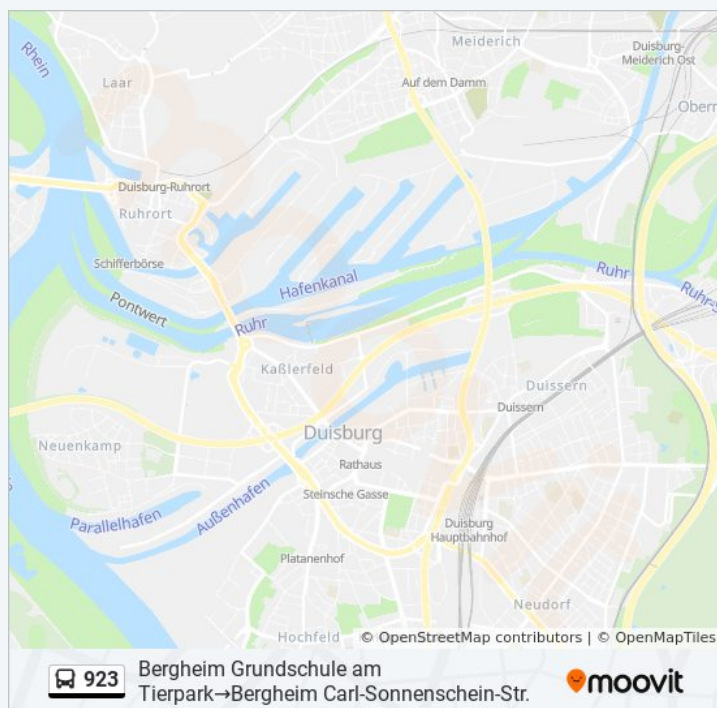 Rhein
Laar
Meiderich
Duisburg-
Meiderich Ost
Auf dem Damm
Duisburg-Ruhrort
Ruhrort
Schifferbörse
Hafenkanal
Pontwert
Ruhr
Ruhr
Kaßlerfeld
Duissern
Duissern
Neuenkamp
Duisburg
Rathaus
Steinsche Gasse
Außenhafen
Parallelhafen
Duisburg
Hauptbahnhof
Platanenhof
Neudorf
Hochfeld
© OpenStreetMap contributors | © OpenMapTiles
923
Bergheim Grundschule am
Tierpark→Bergheim Carl-Sonnenschein-Str.
moovit